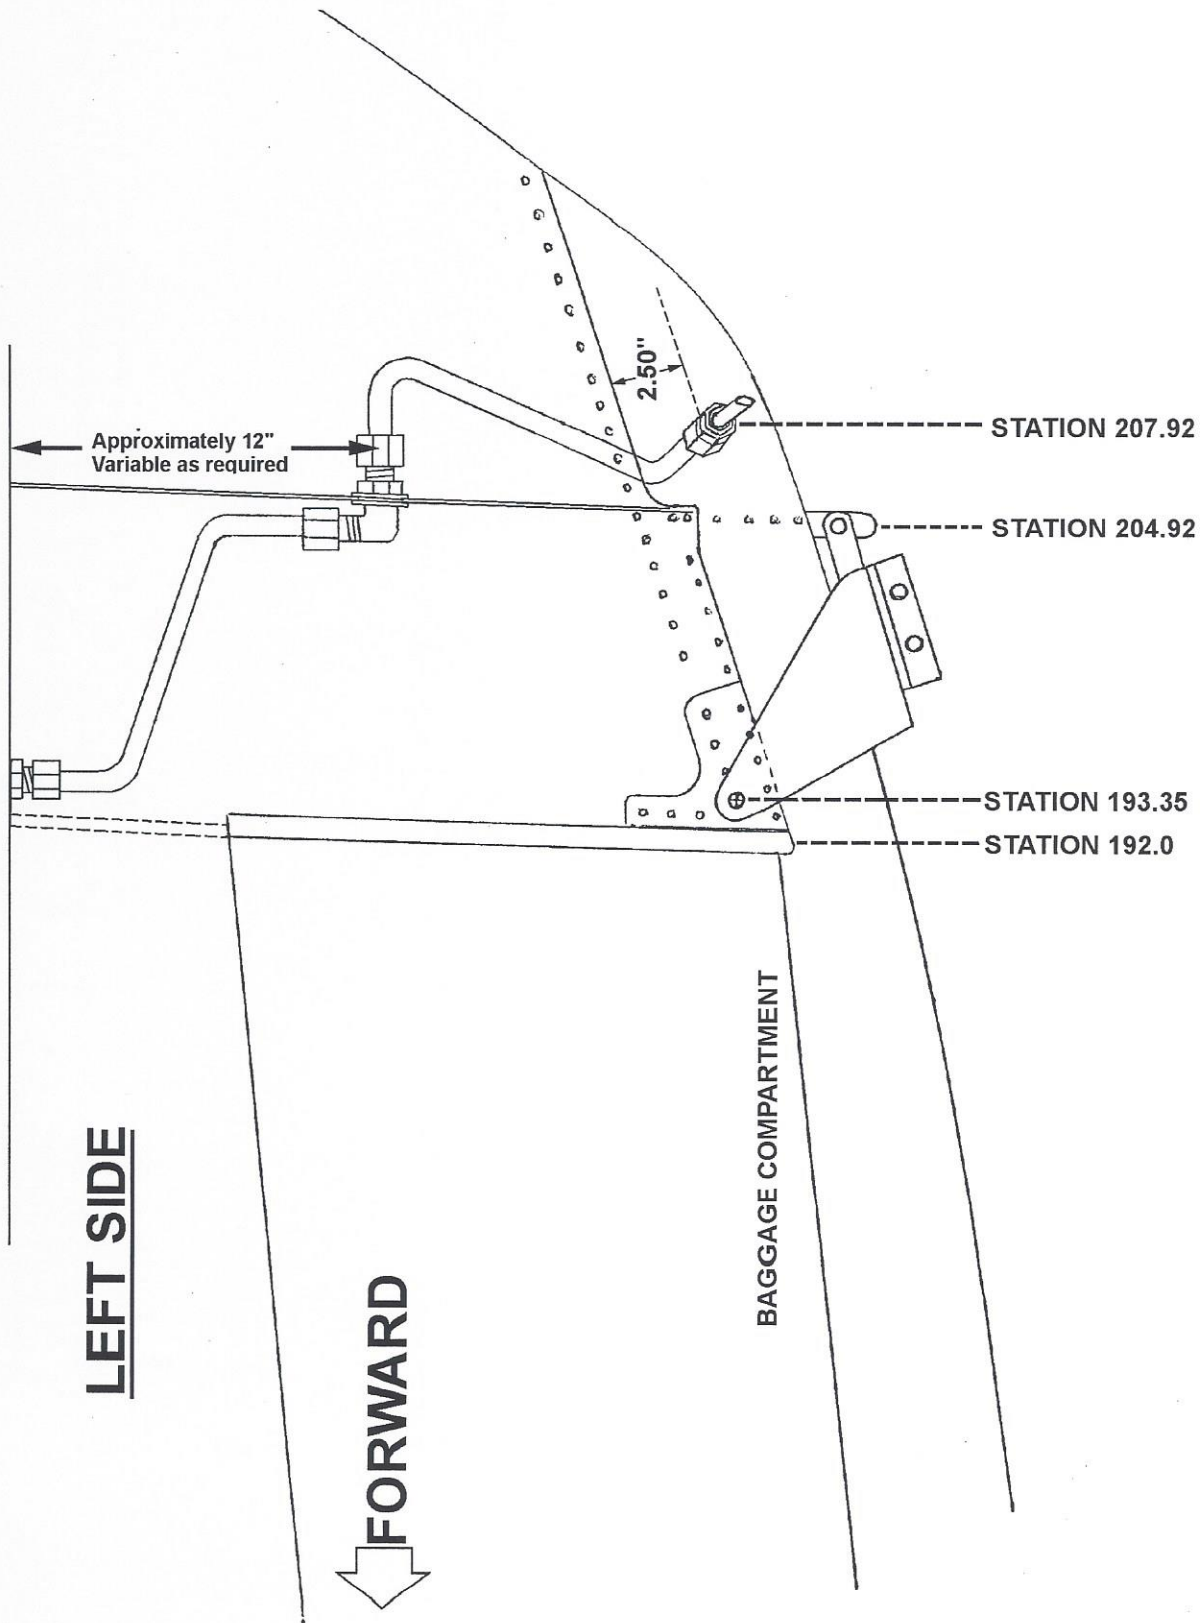 2.50"
Approximately 12"
Variable as required
STATION 207.92
STATION 204.92
STATION 193.35
STATION 192.0
LEFT SIDE
FORWARD
BAGGAGE COMPARTMENT